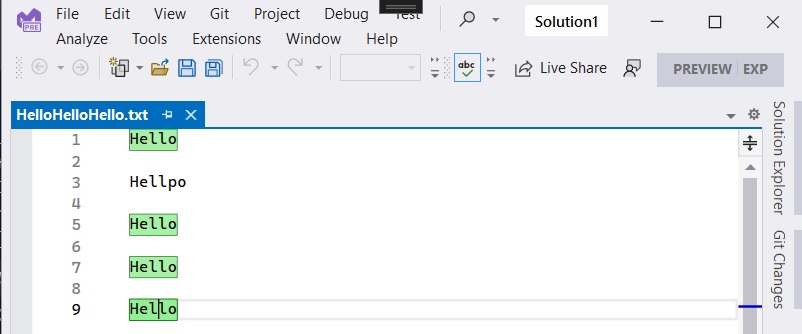 File Edit View Git Project Debug Test Solution1
PRE
Analyze Tools Extensions Window Help
abc Live Share PREVIEW EXP
HelloHelloHello.txt
1 Hello
2
3 Hellpo
4
5 Hello
6
7 Hello
8
9 Hello
Solution Explorer
Git Changes